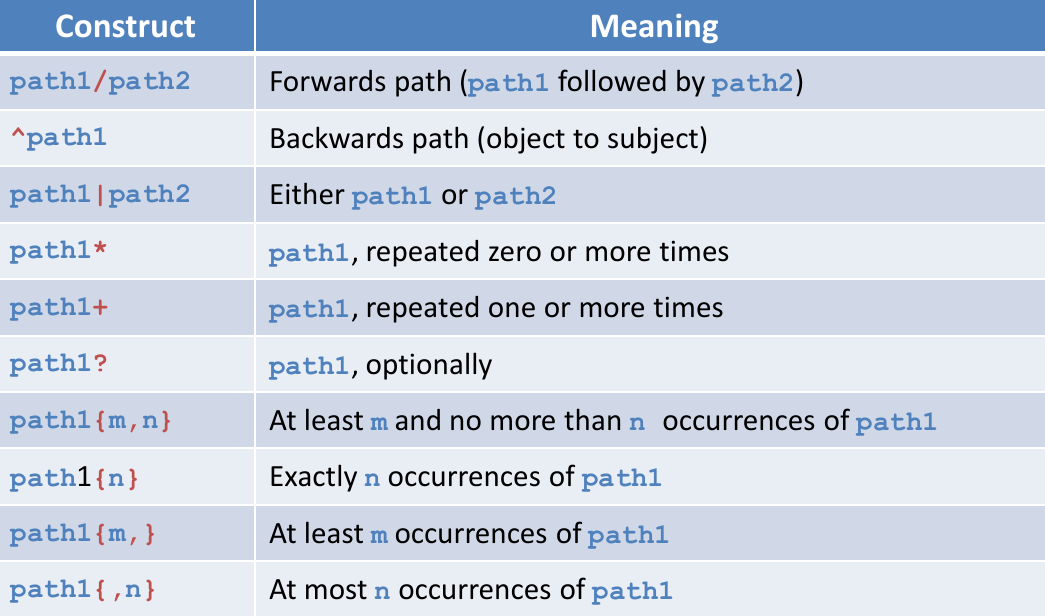 Construct Meaning
path1/path2 Forwards path (path1 followed by path2)
^path1 Backwards path (object to subject)
path1|path2 Either path1 or path2
path1* path1, repeated zero or more times
path1+ path1, repeated one or more times
path1? path1, optionally
path1{m,n} At least m and no more than n occurrences of path1
path1{n} Exactly n occurrences of path1
path1{m,} At least m occurrences of path1
path1{,n} At most n occurrences of path1